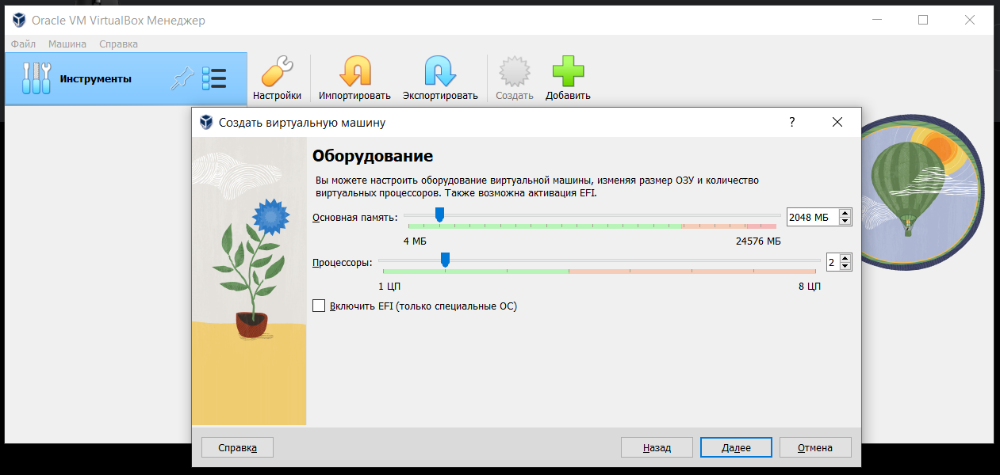 Oracle VM VirtualBox Менеджер
Файл Машина Справка
Инструменты
Настройки Импортировать Экспортировать Создать Добавить
Создать виртуальную машину
?
Оборудование
Вы можете настроить оборудование виртуальной машины, изменяя размер ОЗУ и количество
виртуальных процессоров. Также возможна активация EFI.
Основная память: 2048 МБ
4 МБ 24576 МБ
Процессоры: 2
1 ЦП 8 ЦП
Включить EFI (только специальные ОС)
Справка Назад Далее Отмена